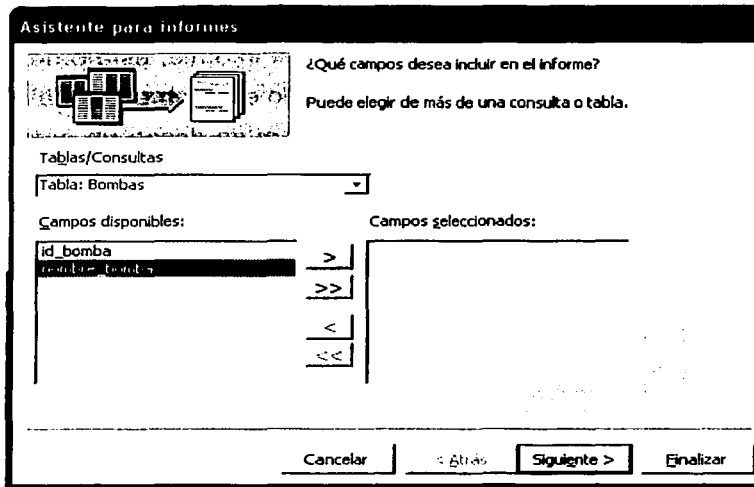 Asistente para informes
¿Qué campos desea incluir en el informe?
Puede elegir de más de una consulta o tabla.
Tablas/Consultas
Tabla: Bombas
Campos disponibles:
Campos seleccionados:
id_bomba
nombre_bomba
>
>>
<
<<
Cancelar
< Atrás
Siguiente >
Finalizar